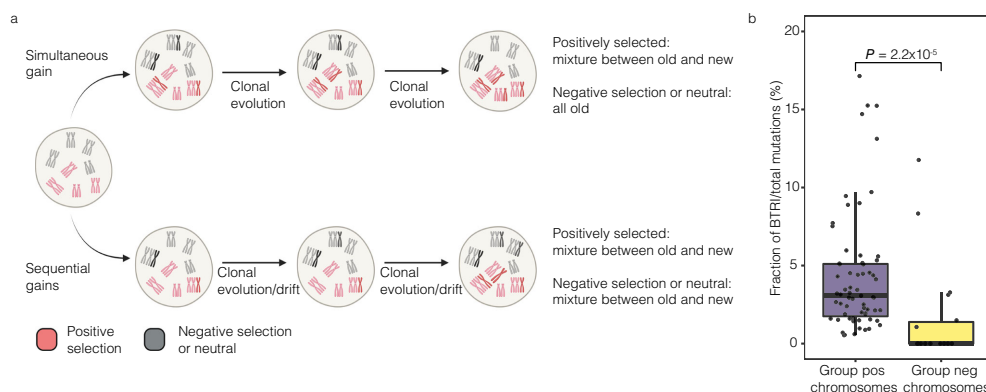 a
Simultaneous
gain
Clonal
evolution
Clonal
evolution
Positively selected:
mixture between old and new
Negative selection or neutral:
all old
Sequential
gains
Clonal
evolution/drift
Clonal
evolution/drift
Positively selected:
mixture between old and new
Negative selection or neutral:
mixture between old and new
Positive
selection
Negative selection
or neutral
b
Fraction of BTRI/total mutations (%)
20
15
10
5
0
P = 2.2x10-5
Group pos
chromosomes
Group neg
chromosomes